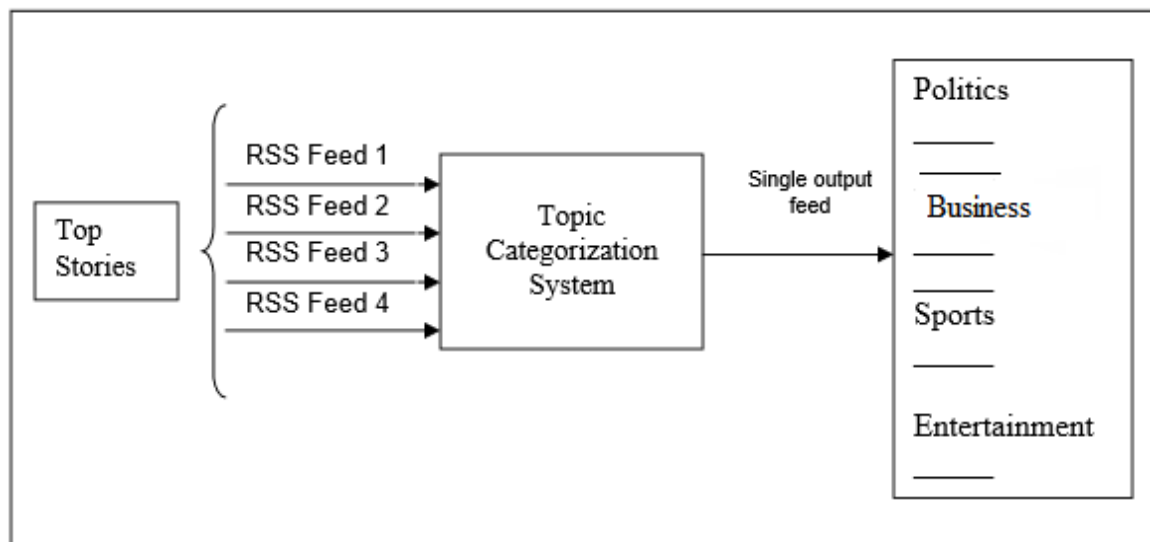 Top
Stories
RSS Feed 1
RSS Feed 2
RSS Feed 3
RSS Feed 4
Topic
Categorization
System
Single output
feed
Politics
Business
Sports
Entertainment